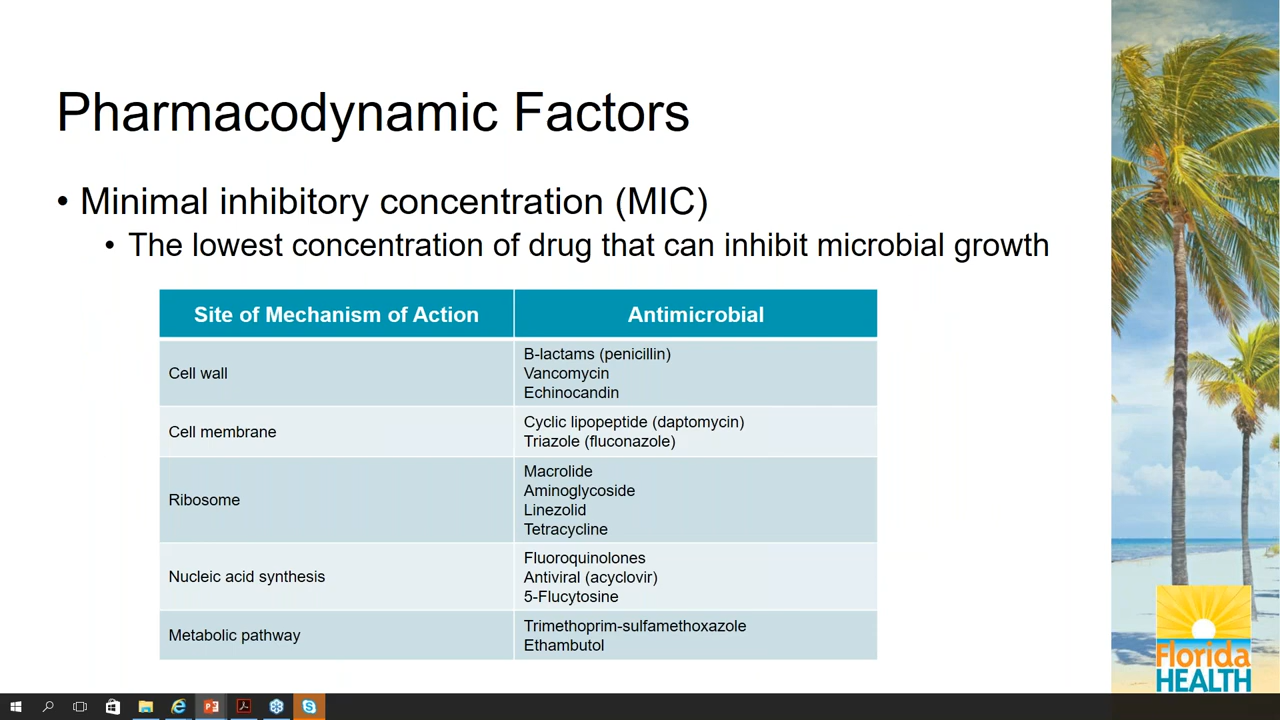 Pharmacodynamic Factors
• Minimal inhibitory concentration (MIC)
• The lowest concentration of drug that can inhibit microbial growth
Site of Mechanism of Action
Antimicrobial
Cell wall
B-lactams (penicillin)
Vancomycin
Echinocandin
Cell membrane
Cyclic lipopeptide (daptomycin)
Triazole (fluconazole)
Ribosome
Macrolide
Aminoglycoside
Linezolid
Tetracycline
Nucleic acid synthesis
Fluoroquinolones
Antiviral (acyclovir)
5-Flucytosine
Metabolic pathway
Trimethoprim-sulfamethoxazole
Ethambutol
Florida
HEALTH